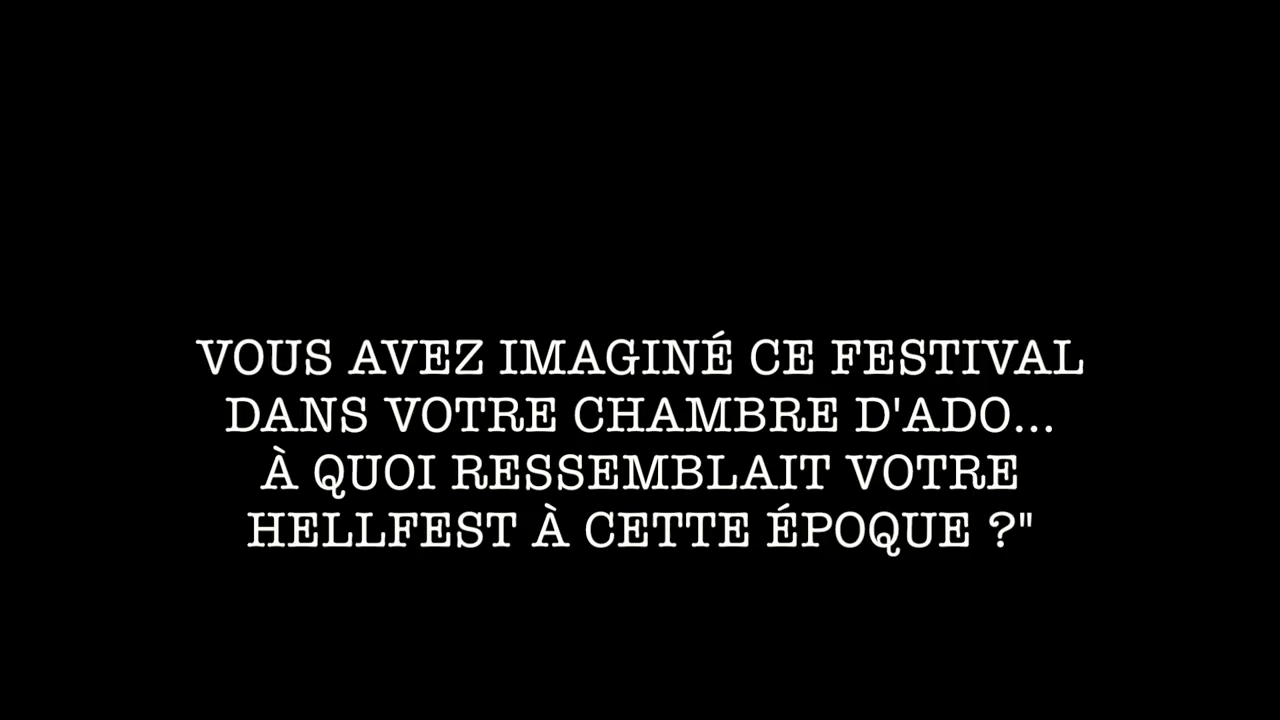 VOUS AVEZ IMAGINÉ CE FESTIVAL
DANS VOTRE CHAMBRE D'ADO...
À QUOI RESSEMBLAIT VOTRE
HELLFEST À CETTE ÉPOQUE ?"